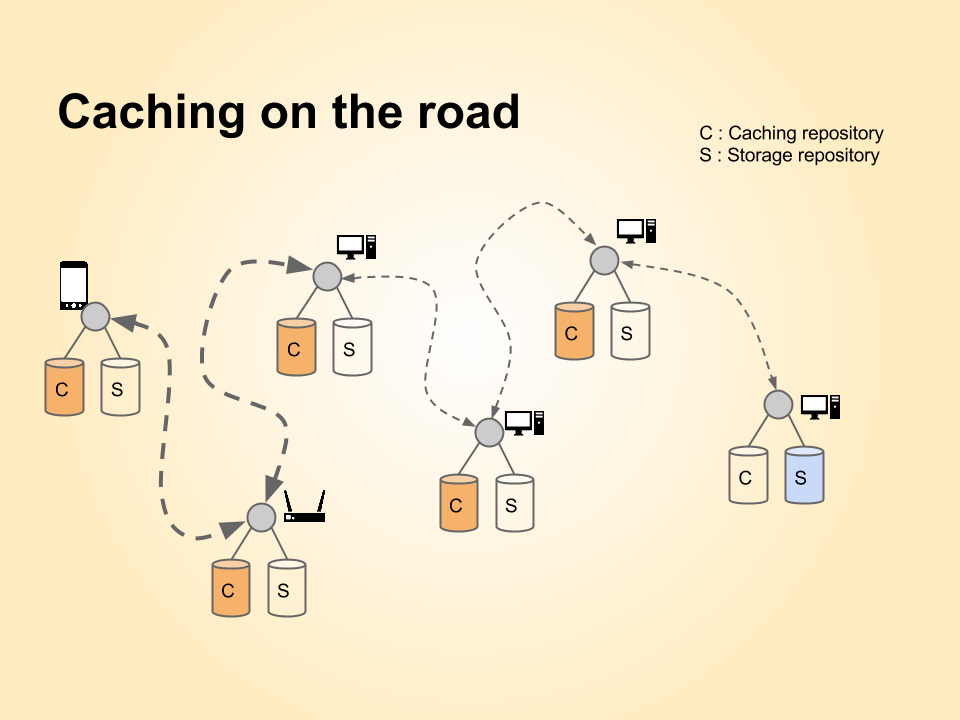 Caching on the road
C : Caching repository
S : Storage repository
C S
C S
C S
C S
C S
C S